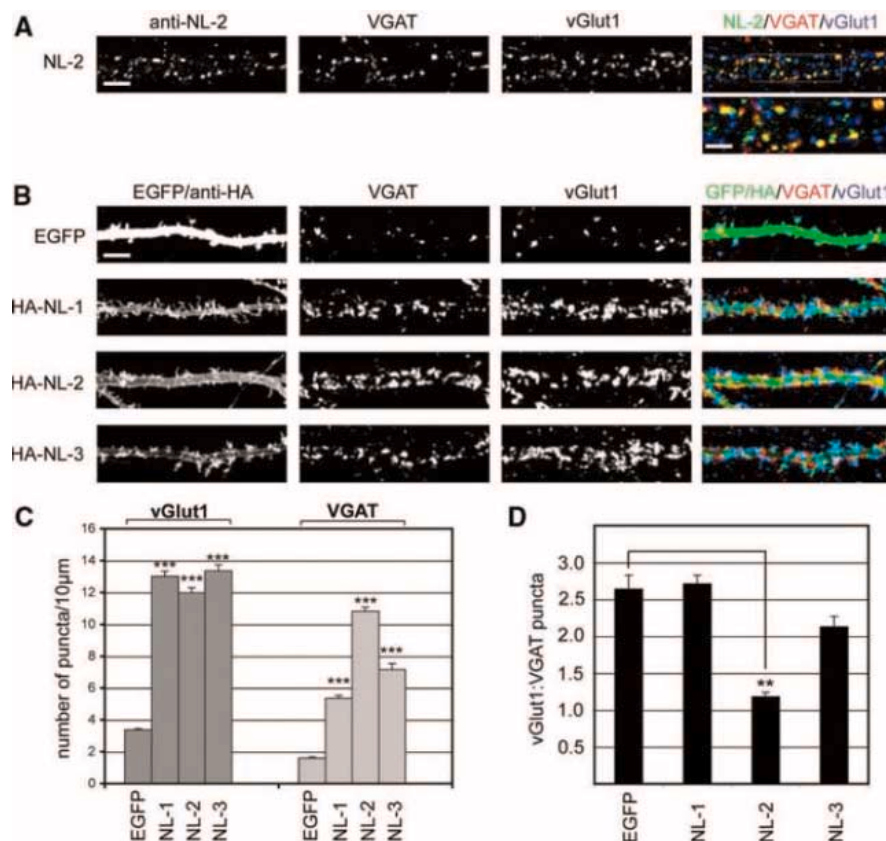 A
anti-NL-2 VGAT vGlut1 NL-2/VGAT/vGlut1
NL-2
B
EGFP/anti-HA VGAT vGlut1 GFP/HA/VGAT/vGlut1
EGFP
HA-NL-1
HA-NL-2
HA-NL-3
C
vGlut1 VGAT
number of puncta/10µm
16
14
12
10
8
6
4
2
0
*** *** *** *** *** ***
EGFP NL-1 NL-2 NL-3 EGFP NL-1 NL-2 NL-3
D
vGlut1:VGAT puncta
3.0
2.5
2.0
1.5
1.0
0.5
**
EGFP NL-1 NL-2 NL-3